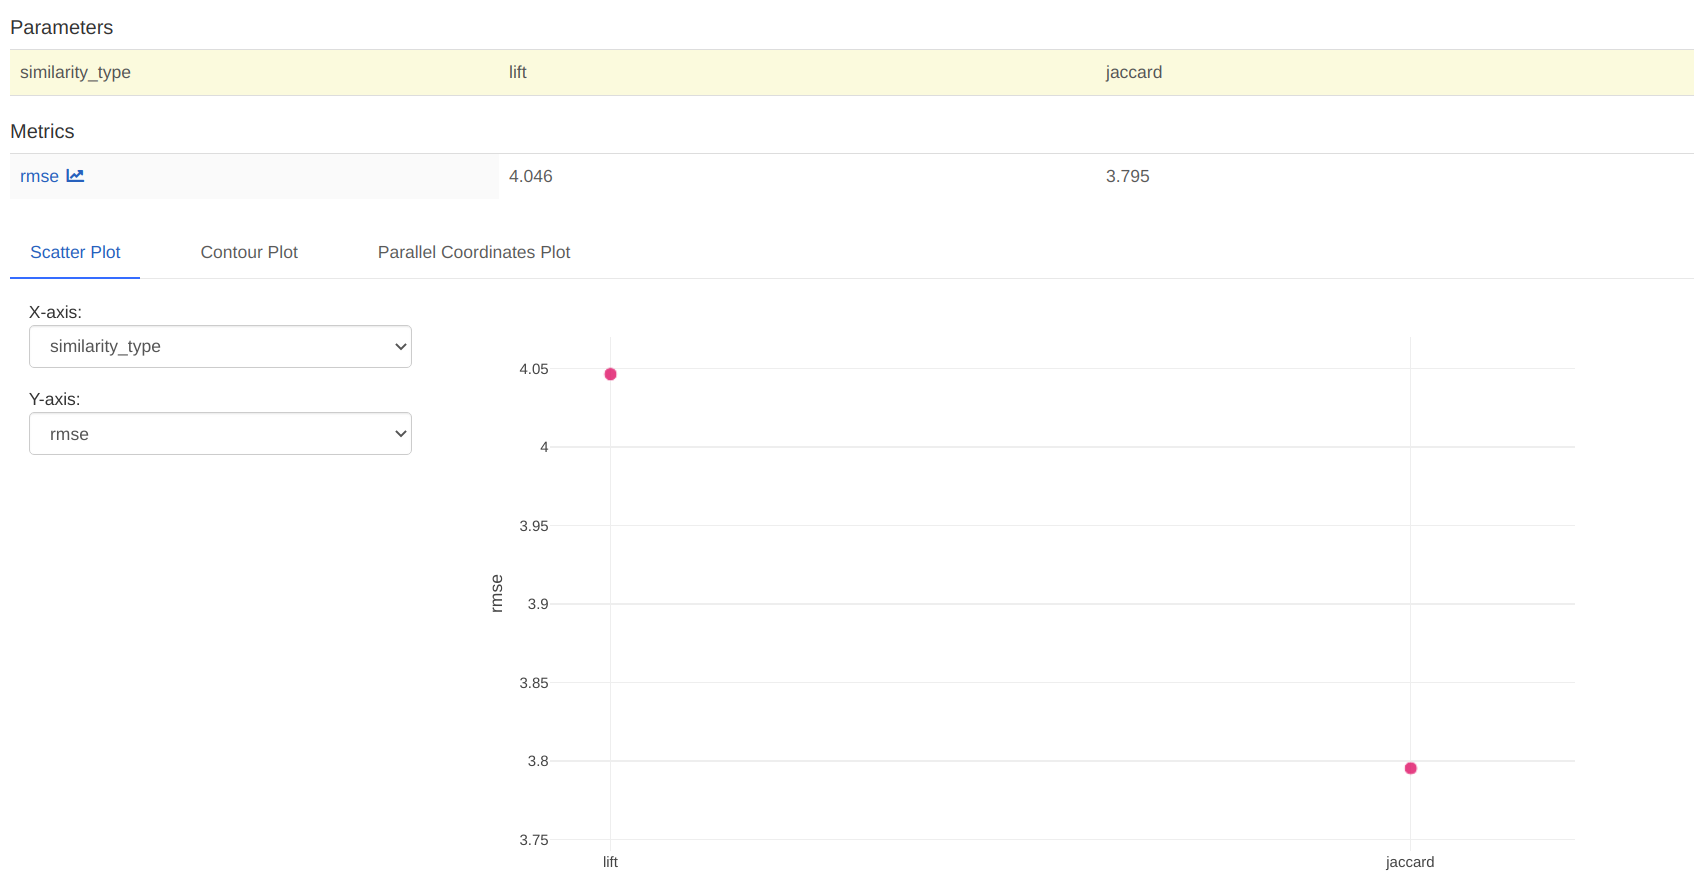 Parameters
similarity_type lift jaccard
Metrics
rmse 4.046 3.795
Scatter Plot Contour Plot Parallel Coordinates Plot
X-axis:
similarity_type
Y-axis:
rmse
4.05
4
3.95
3.9
3.85
3.8
3.75
rmse
lift jaccard